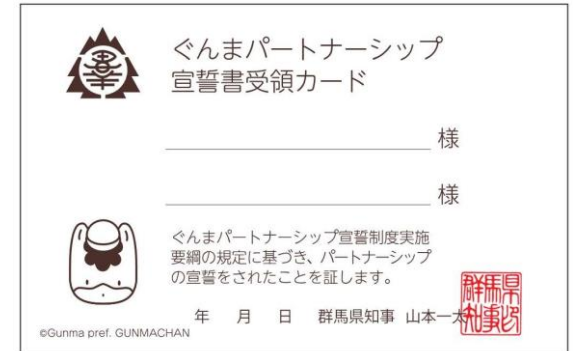 ぐんまパートナーシップ
宣誓書受領カード
様
様
ぐんまパートナーシップ宣誓制度実施
要綱の規定に基づき、パートナーシップ
の宣誓をされたことを証します。
年 月 日 群馬県知事 山本一太
群馬県
知事印
©Gunma pref. GUNMACHAN